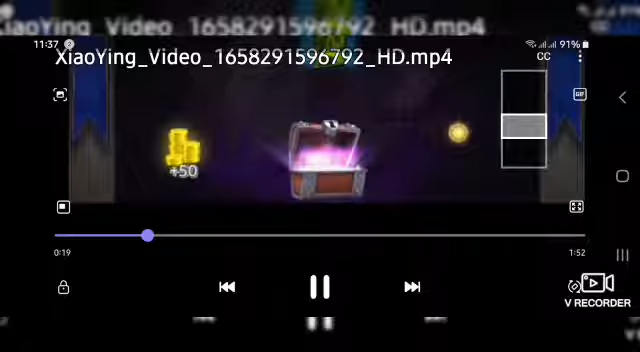 XiaoYing_Video_1658291596792_HD.mp4
11:37
91%
XiaoYing_Video_1658291596792_HD.mp4
CC
GIF
+50
0:19
1:52
V RECORDER